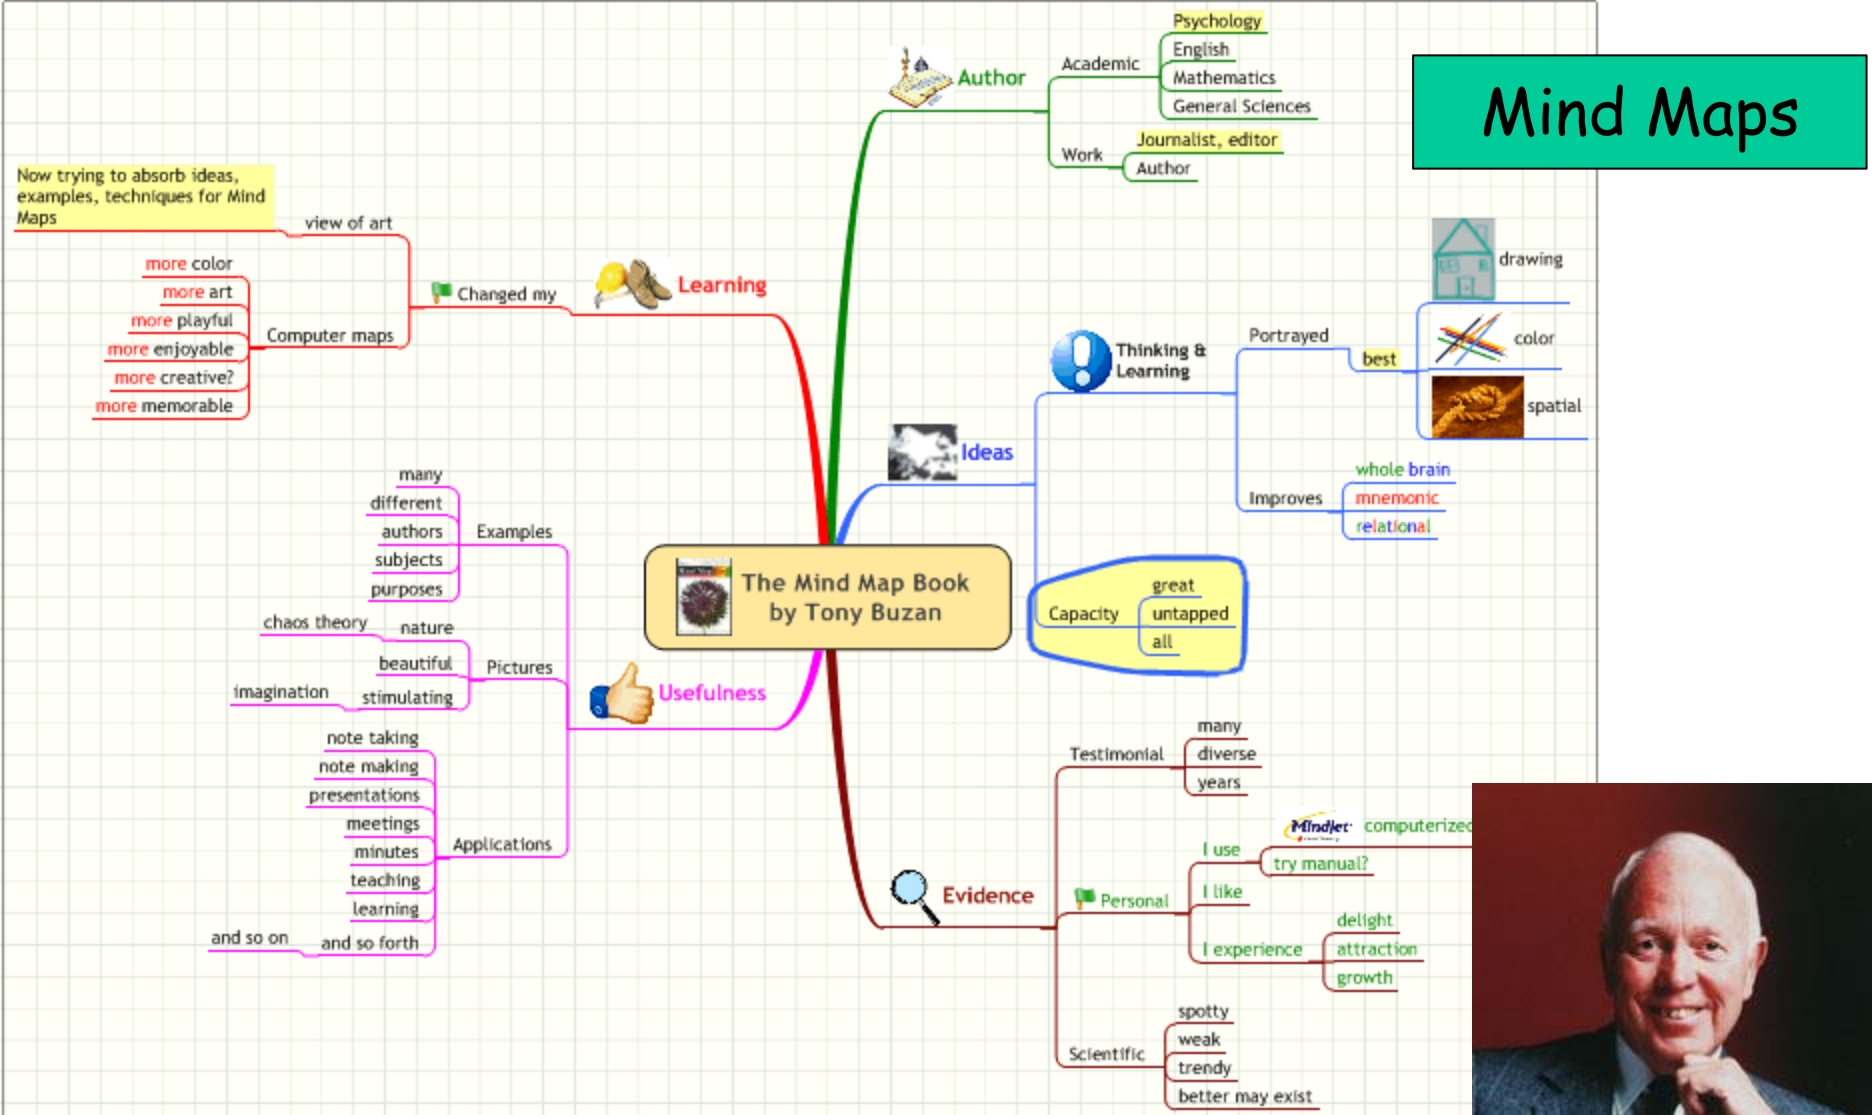 Mind Maps
The Mind Map Book
by Tony Buzan
Author
Academic
Psychology
English
Mathematics
General Sciences
Work
Journalist, editor
Author
Ideas
Thinking &
Learning
Portrayed
best
drawing
color
spatial
Improves
whole brain
mnemonic
relational
Capacity
great
untapped
all
Evidence
Testimonial
many
diverse
years
Personal
I use
Mindjet
computerized
try manual?
I like
I experience
delight
attraction
growth
Scientific
spotty
weak
trendy
better may exist
Usefulness
Examples
many
different
authors
subjects
purposes
Pictures
nature
chaos theory
beautiful
stimulating
imagination
Applications
note taking
note making
presentations
meetings
minutes
teaching
learning
and so forth
and so on
Learning
Changed my
view of art
Now trying to absorb ideas,
examples, techniques for Mind
Maps
Computer maps
more color
more art
more playful
more enjoyable
more creative?
more memorable